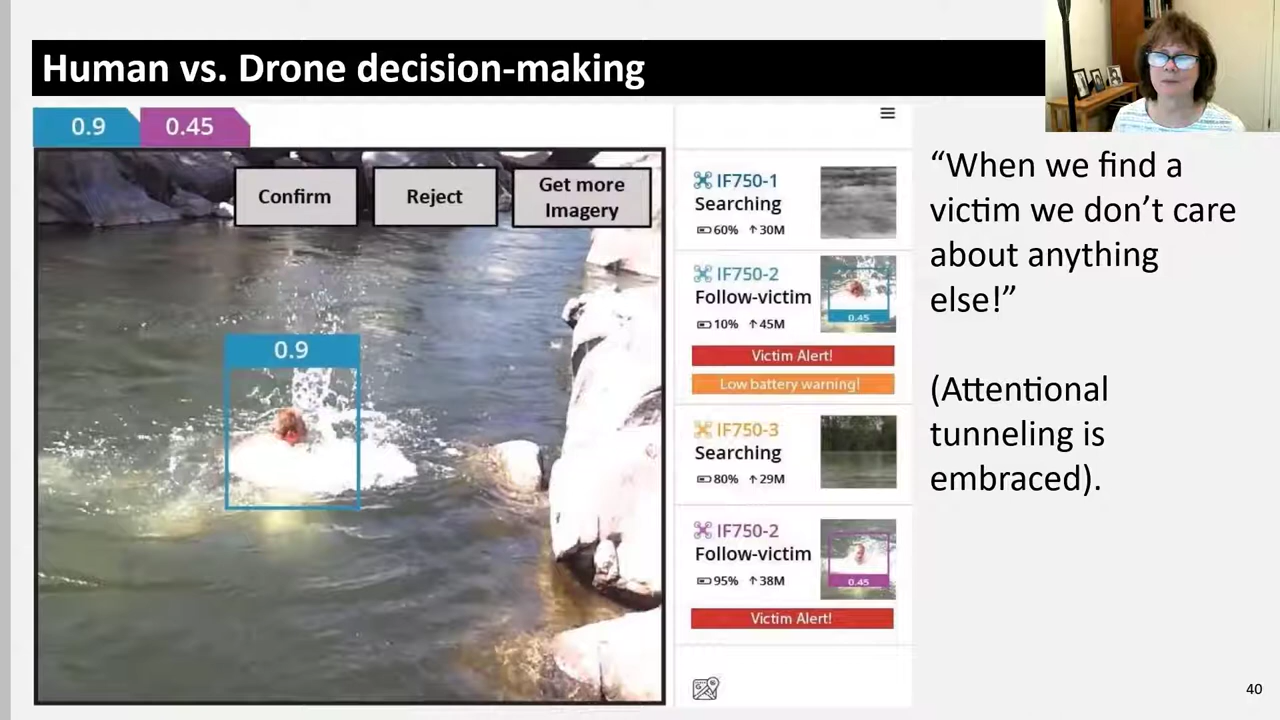 Human vs. Drone decision-making
0.9
0.45
Confirm
Reject
Get more
Imagery
0.9
IF750-1
Searching
60% ↑30M
IF750-2
Follow-victim
10% ↑45M
0.45
Victim Alert!
Low battery warning!
IF750-3
Searching
80% ↑29M
IF750-2
Follow-victim
95% ↑38M
0.45
Victim Alert!
“When we find a
victim we don’t care
about anything
else!”
(Attentional
tunneling is
embraced).
40